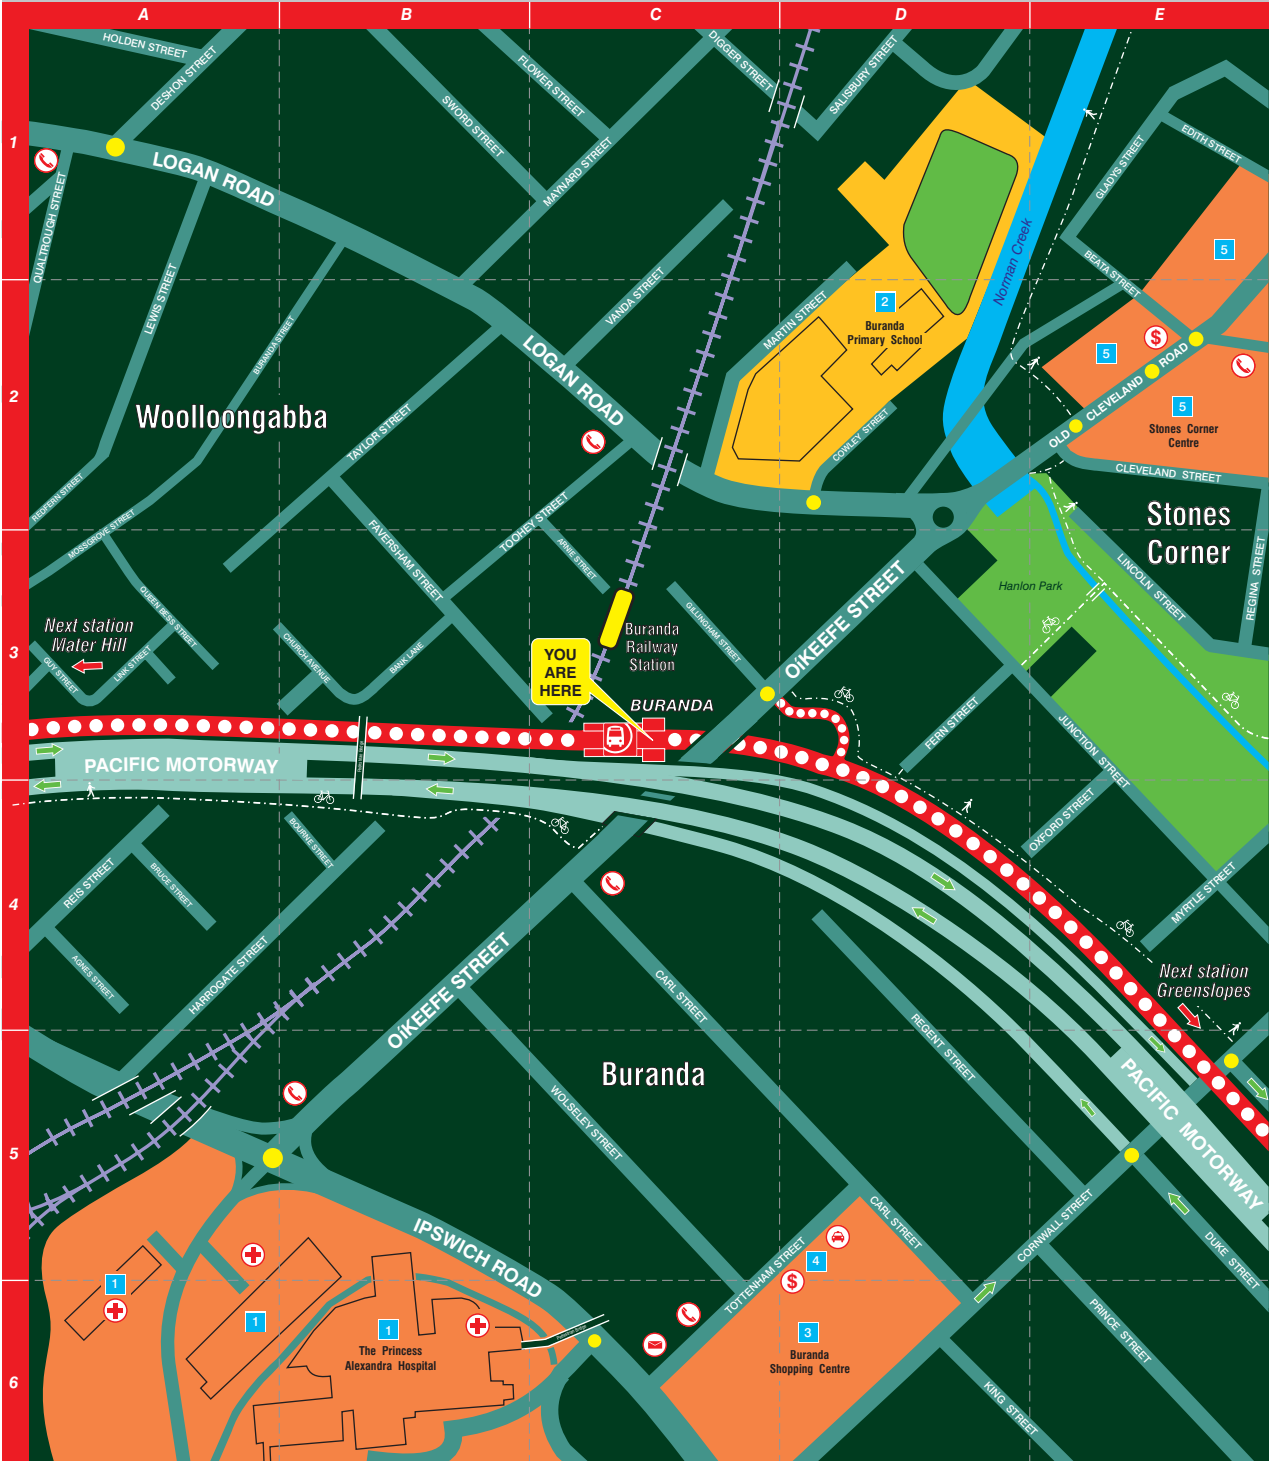 A B C D E
1
2
3
4
5
6
HOLDEN STREET
DESHON STREET
SWORD STREET
FLOWER STREET
DIGGER STREET
SALISBURY STREET
MAYNARD STREET
LOGAN ROAD
QUALTROUGH STREET
LEWIS STREET
BURANDA STREET
VANDA STREET
MARTIN STREET
GLADYS STREET
EDITH STREET
BEATA STREET
Norman Creek
5
2
Buranda
Primary School
LOGAN ROAD
5
$
5
Stones Corner
Centre
OLD CLEVELAND ROAD
CLEVELAND STREET
COWLEY STREET
Woolloongabba
TAYLOR STREET
REDFERN STREET
MOSSGROVE STREET
FAVERSHAM STREET
TOOHEY STREET
ARNIE STREET
Stones
Corner
LINCOLN STREET
REGINA STREET
Hanlon Park
QUEEN BESS STREET
Next station
Mater Hill
GUY STREET
LINK STREET
CHURCH AVENUE
BANK LANE
GILLINGHAM STREET
OíKEEFE STREET
Buranda
Railway
Station
YOU
ARE
HERE
BURANDA
FERN STREET
JUNCTION STREET
OXFORD STREET
MYRTLE STREET
PACIFIC MOTORWAY
BOURNE STREET
REIS STREET
BRUCE STREET
AGNES STREET
HARROGATE STREET
OíKEEFE STREET
CARL STREET
REGENT STREET
Next station
Greenslopes
Buranda
WOLSELEY STREET
PACIFIC MOTORWAY
IPSWICH ROAD
CARL STREET
CORNWALL STREET
DUKE STREET
TOTTENHAM STREET
PRINCE STREET
KING STREET
1
1
1
The Princess
Alexandra Hospital
4
$
3
Buranda
Shopping Centre